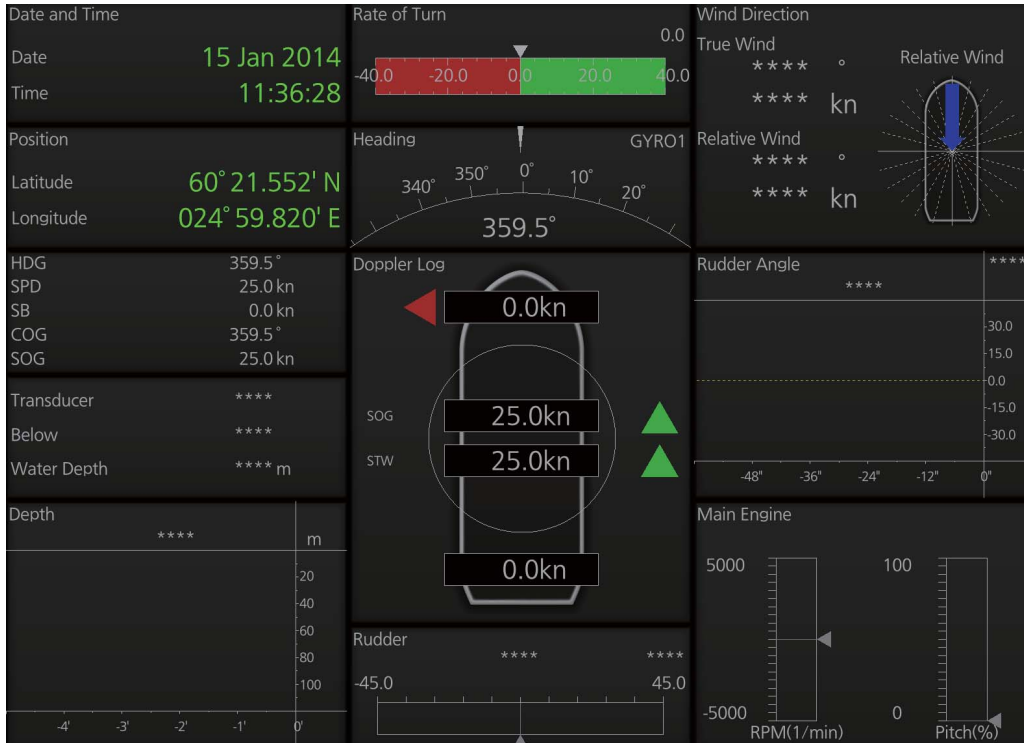 Date and Time
Date 15 Jan 2014
Time 11:36:28
Position
Latitude 60° 21.552' N
Longitude 024° 59.820' E
HDG 359.5°
SPD 25.0 kn
SB 0.0 kn
COG 359.5°
SOG 25.0 kn
Transducer ****
Below ****
Water Depth **** m
Depth
**** m
20
40
60
80
100
-4' -3' -2' -1' 0'
Rate of Turn
0.0
-40.0 -20.0 0.0 20.0 40.0
Heading GYRO1
340° 350° 0° 10° 20°
359.5°
Doppler Log
0.0kn
SOG 25.0kn
STW 25.0kn
0.0kn
Rudder
**** ****
-45.0 45.0
Wind Direction
True Wind
**** °
**** kn
Relative Wind
**** °
**** kn
Relative Wind
Rudder Angle ****
****
30.0
15.0
0.0
-15.0
-30.0
-48" -36" -24" -12" 0"
Main Engine
5000 100
-5000 0
RPM(1/min) Pitch(%)